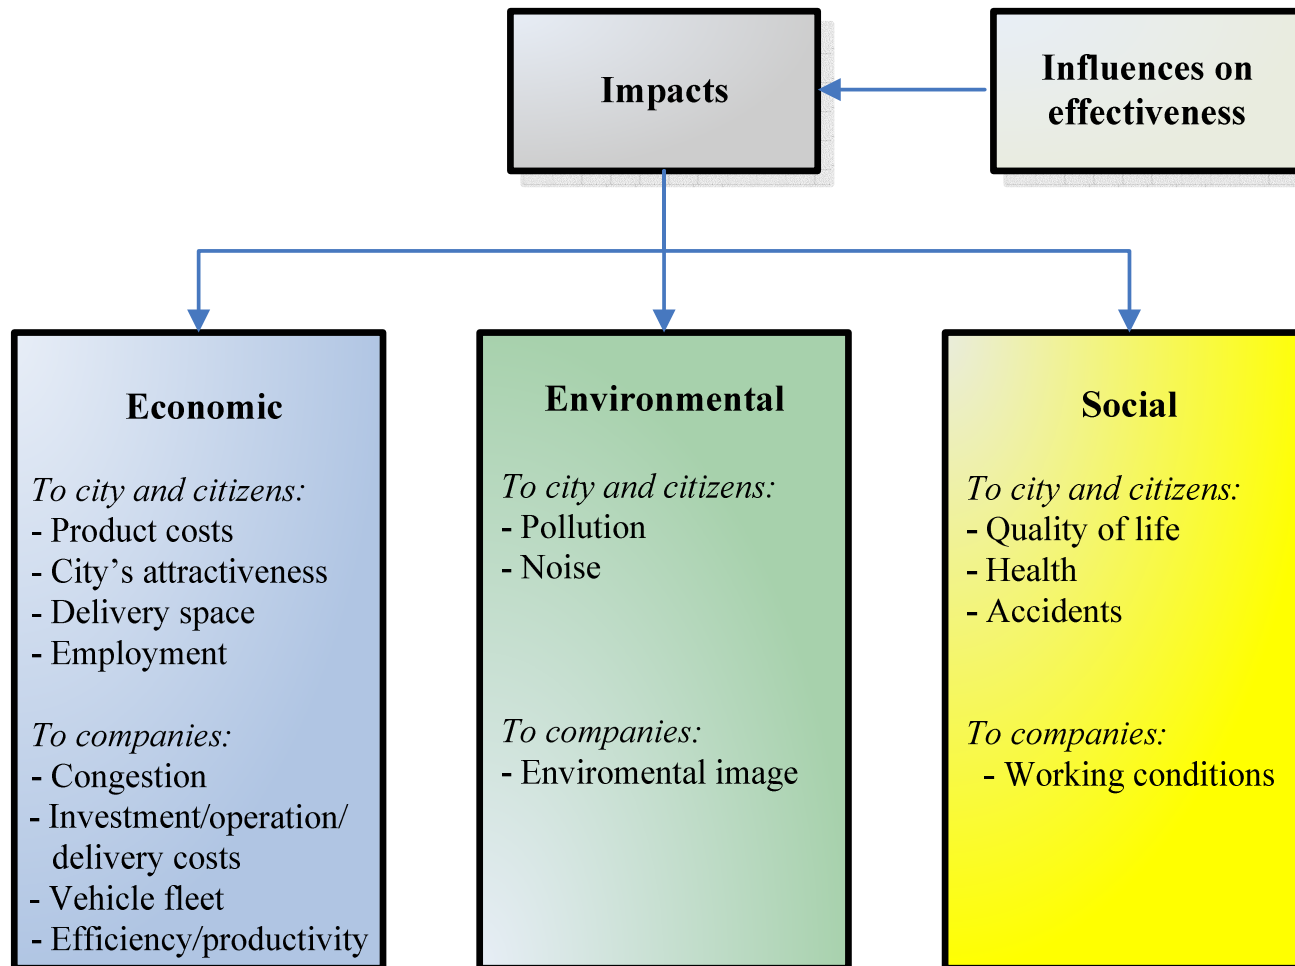 Impacts
Influences on
effectiveness
Economic
To city and citizens:
- Product costs
- City’s attractiveness
- Delivery space
- Employment
To companies:
- Congestion
- Investment/operation/
delivery costs
- Vehicle fleet
- Efficiency/productivity
Environmental
To city and citizens:
- Pollution
- Noise
To companies:
- Enviromental image
Social
To city and citizens:
- Quality of life
- Health
- Accidents
To companies:
- Working conditions